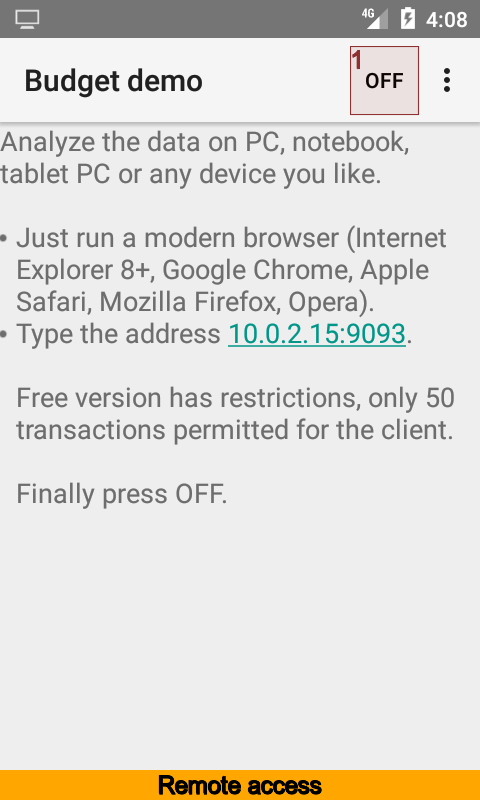 4G 4:08
Budget demo
1
OFF
Analyze the data on PC, notebook,
tablet PC or any device you like.
• Just run a modern browser (Internet
Explorer 8+, Google Chrome, Apple
Safari, Mozilla Firefox, Opera).
• Type the address 10.0.2.15:9093.
Free version has restrictions, only 50
transactions permitted for the client.
Finally press OFF.
Remote access